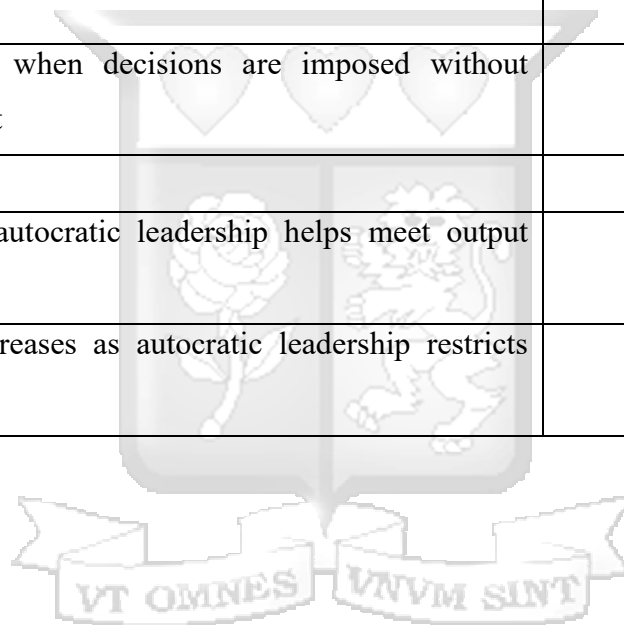 when decisions are imposed without
autocratic leadership helps meet output
reases as autocratic leadership restricts
VT OMNES VNVM SINT